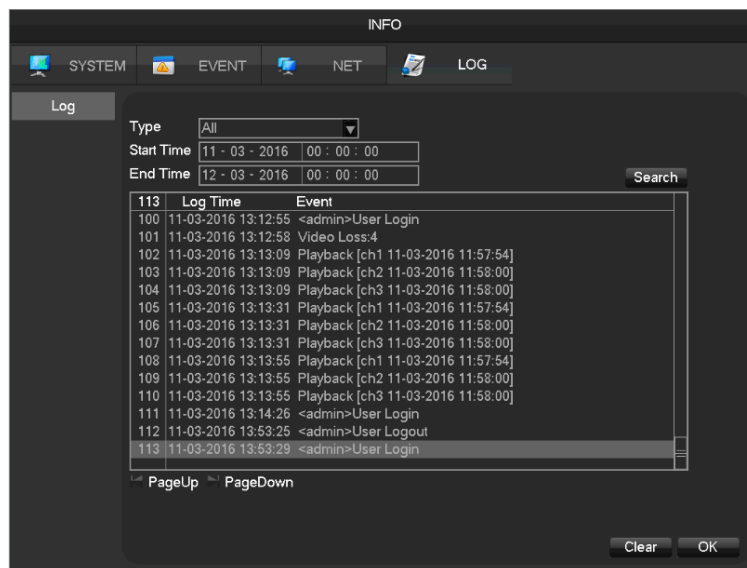 INFO
SYSTEM EVENT NET LOG
Log
Type All
Start Time 11 - 03 - 2016 00 : 00 : 00
End Time 12 - 03 - 2016 00 : 00 : 00
Search
113 Log Time Event
100 11-03-2016 13:12:55 <admin>User Login
101 11-03-2016 13:12:58 Video Loss:4
102 11-03-2016 13:13:09 Playback [ch1 11-03-2016 11:57:54]
103 11-03-2016 13:13:09 Playback [ch2 11-03-2016 11:58:00]
104 11-03-2016 13:13:09 Playback [ch3 11-03-2016 11:58:00]
105 11-03-2016 13:13:31 Playback [ch1 11-03-2016 11:57:54]
106 11-03-2016 13:13:31 Playback [ch2 11-03-2016 11:58:00]
107 11-03-2016 13:13:31 Playback [ch3 11-03-2016 11:58:00]
108 11-03-2016 13:13:55 Playback [ch1 11-03-2016 11:57:54]
109 11-03-2016 13:13:55 Playback [ch2 11-03-2016 11:58:00]
110 11-03-2016 13:13:55 Playback [ch3 11-03-2016 11:58:00]
111 11-03-2016 13:14:26 <admin>User Login
112 11-03-2016 13:53:25 <admin>User Logout
113 11-03-2016 13:53:29 <admin>User Login
PageUp PageDown
Clear OK